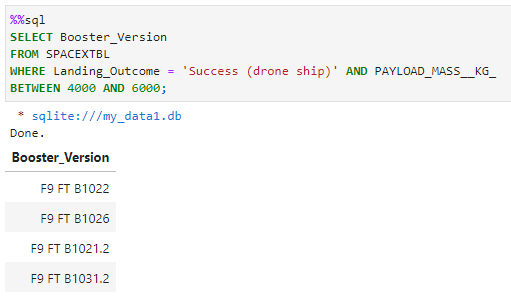 %%sql
SELECT Booster_Version
FROM SPACEXTBL
WHERE Landing_Outcome = 'Success (drone ship)' AND PAYLOAD_MASS__KG_
BETWEEN 4000 AND 6000;
* sqlite:///my_data1.db
Done.
Booster_Version
F9 FT B1022
F9 FT B1026
F9 FT B1021.2
F9 FT B1031.2